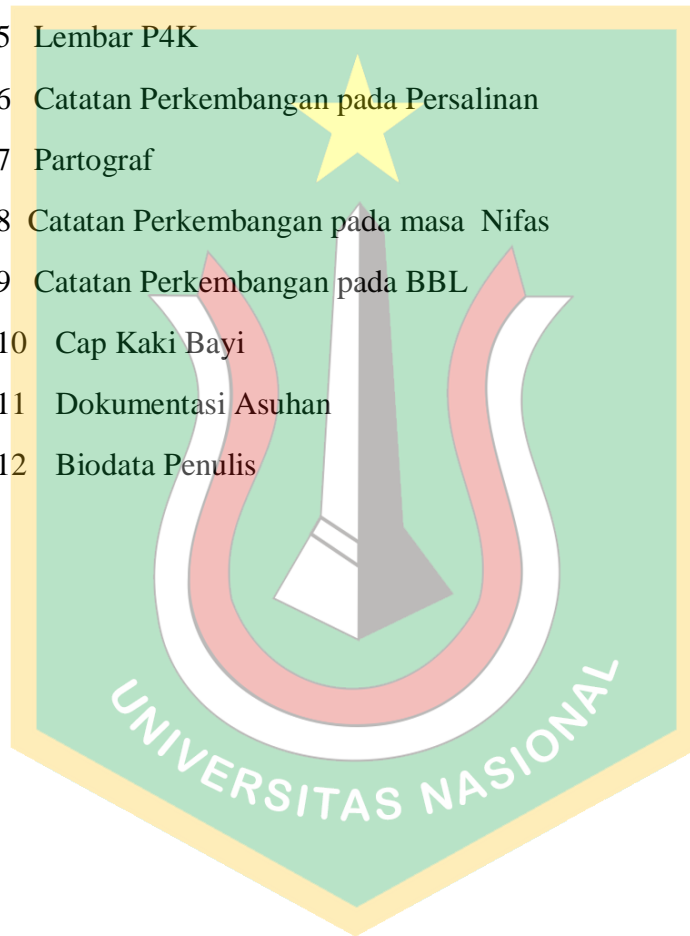 5 Lembar P4K
6 Catatan Perkembangan pada Persalinan
7 Partograf
8 Catatan Perkembangan pada masa Nifas
9 Catatan Perkembangan pada BBL
10 Cap Kaki Bayi
11 Dokumentasi Asuhan
12 Biodata Penulis
UNIVERSITAS NASIONAL